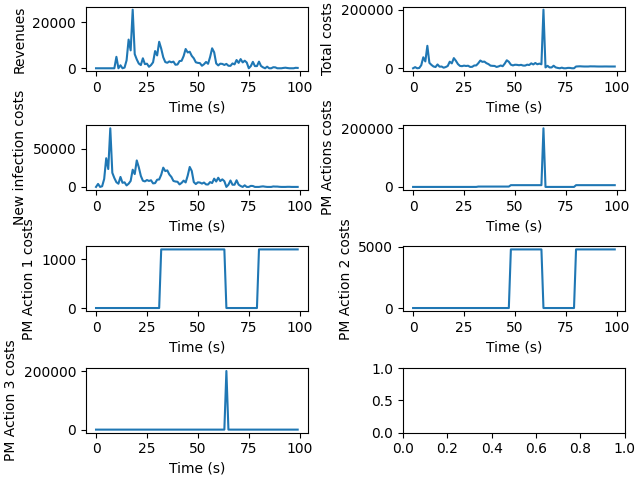 Revenues
20000
0
0 25 50 75 100
Time (s)
Total costs
200000
0
0 25 50 75 100
Time (s)
New infection costs
50000
0
0 25 50 75 100
Time (s)
PM Actions costs
200000
0
0 25 50 75 100
Time (s)
PM Action 1 costs
1000
0
0 25 50 75 100
Time (s)
PM Action 2 costs
5000
0
0 25 50 75 100
Time (s)
PM Action 3 costs
200000
0
0 25 50 75 100
Time (s)
1.0
0.5
0.0
0.0 0.2 0.4 0.6 0.8 1.0